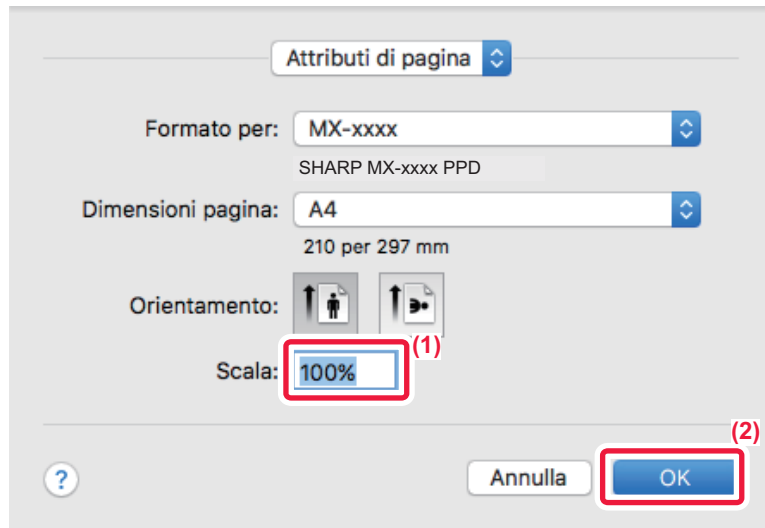 Attributi di pagina
Formato per: MX-xxxx
SHARP MX-xxxx PPD
Dimensioni pagina: A4
210 per 297 mm
Orientamento:
(1)
Scala: 100%
(2)
? Annulla OK